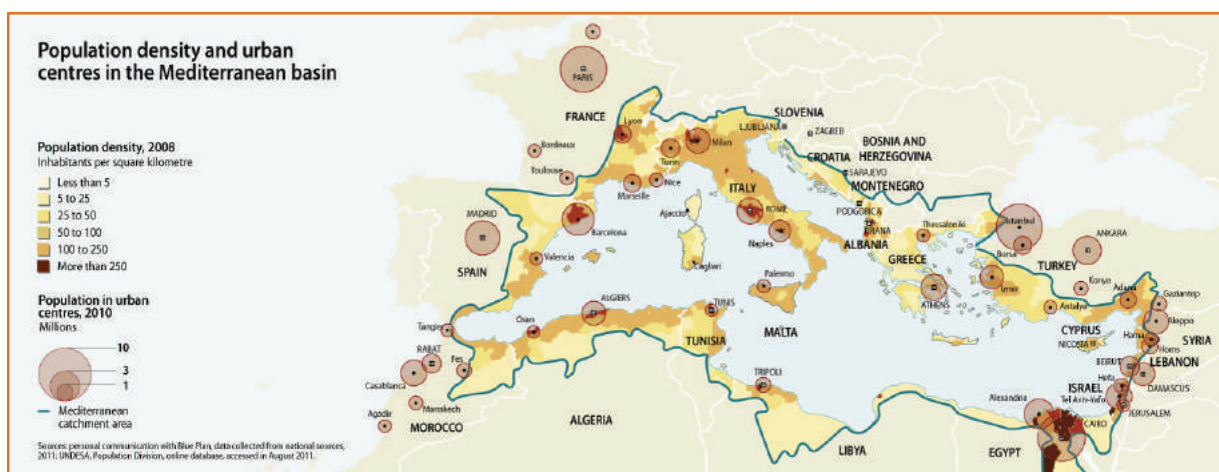 Population density and urban
centres in the Mediterranean basin
Population density, 2008
Inhabitants per square kilometre
Less than 5
5 to 25
25 to 50
50 to 100
100 to 250
More than 250
Population in urban
centres, 2010
Millions
10
3
1
Mediterranean
catchment area
Sources: personal communication with Blue Plan, data collected from national sources,
2011; UNDESA, Population Division, online database, accessed in August 2011.
PARIS
FRANCE
Lyon
Bordeaux
Toulouse
Marseille
Nice
Turin
Milan
SLOVENIA
LJUBLJANA
ZAGREB
BOSNIA AND
HERZEGOVINA
CROATIA
SARAJEVO
MONTENEGRO
PODGORICA
TIRANA
ALBANIA
ITALY
ROME
Naples
Ajaccio
Cagliari
Palermo
MADRID
SPAIN
Barcelona
Valencia
Thessaloniki
GREECE
ATHENS
Istanbul
Bursa
ANKARA
TURKEY
Izmir
Konya
Antalya
Adana
Gaziantep
Aleppo
Hama
SYRIA
Homs
CYPRUS
NICOSIA
LEBANON
BEIRUT
DAMASCUS
Hefa
ISRAEL
Tel Aviv-Yafo
JERUSALEM
Alexandria
CAIRO
EGYPT
LIBYA
TRIPOLI
MALTA
TUNIS
TUNISIA
ALGIERS
Oran
ALGERIA
Tangier
RABAT
Fes
Casablanca
Marrakech
Agadir
MOROCCO